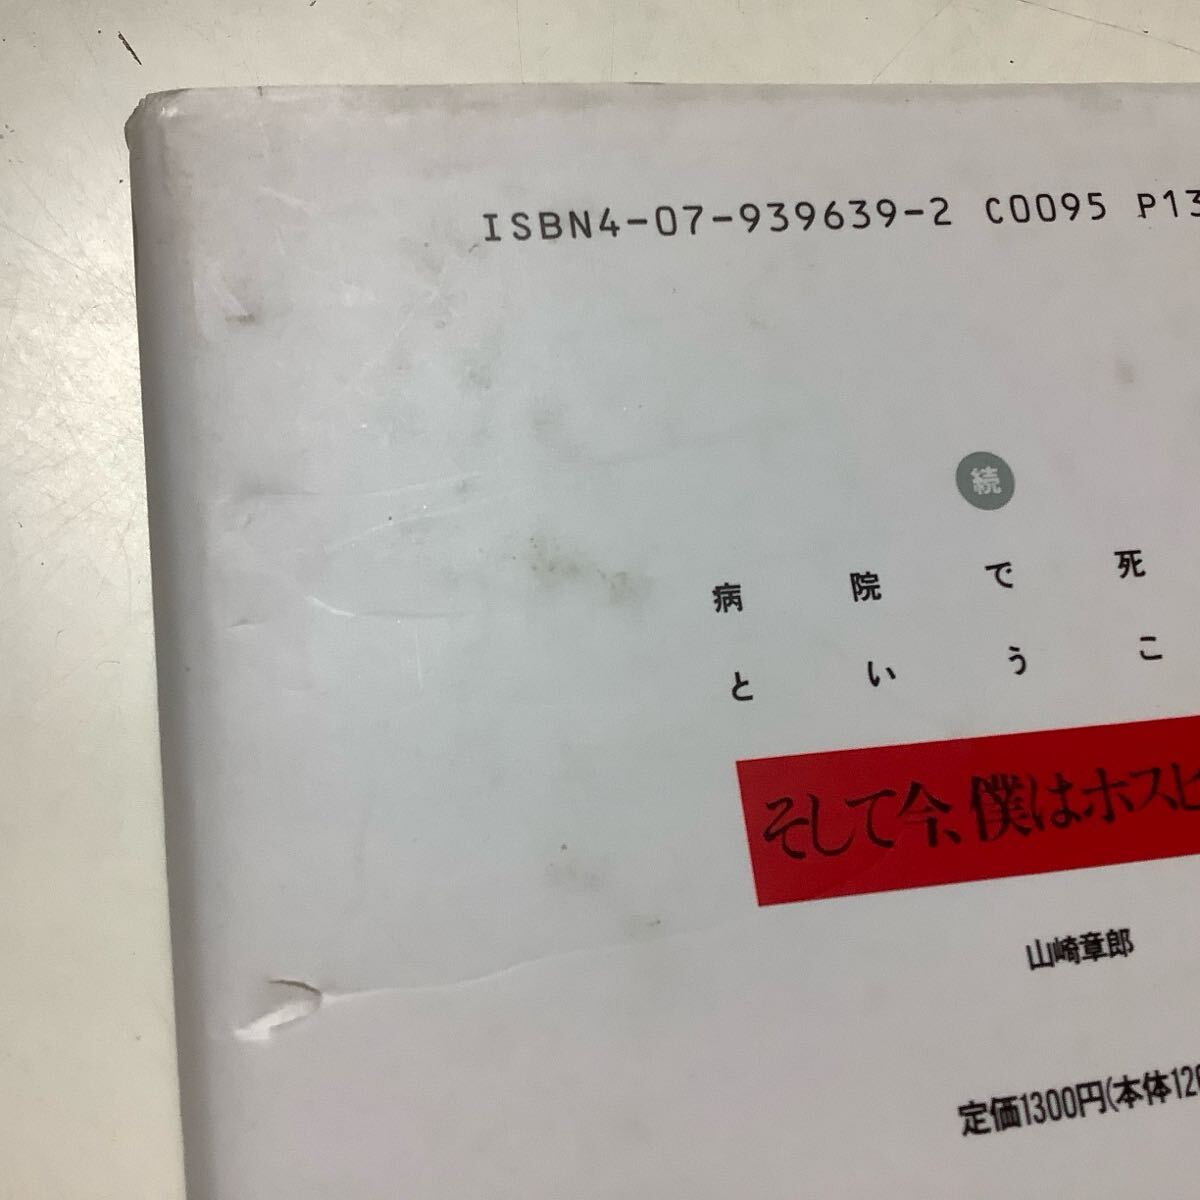 ISBN4-07-939639-2 C0095 P13
続
病院で死
というこ
そして今、僕はホスピ
山崎章郎
定価1300円(本体126